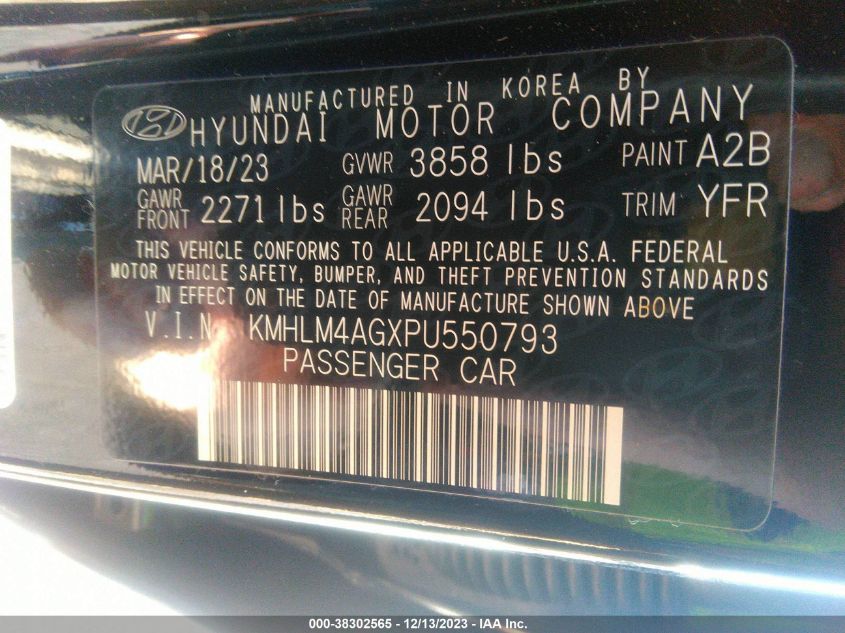 MANUFACTURED IN KOREA BY
HYUNDAI MOTOR COMPANY
MAR/18/23 GVWR 3858 lbs PAINT A2B
GAWR FRONT 2271 lbs GAWR REAR 2094 lbs TRIM YFR
THIS VEHICLE CONFORMS TO ALL APPLICABLE U.S.A. FEDERAL
MOTOR VEHICLE SAFETY, BUMPER, AND THEFT PREVENTION STANDARDS
IN EFFECT ON THE DATE OF MANUFACTURE SHOWN ABOVE
V.I.N KMHLM4AGXPU550793
PASSENGER CAR
000-38302565 - 12/13/2023 - IAA Inc.